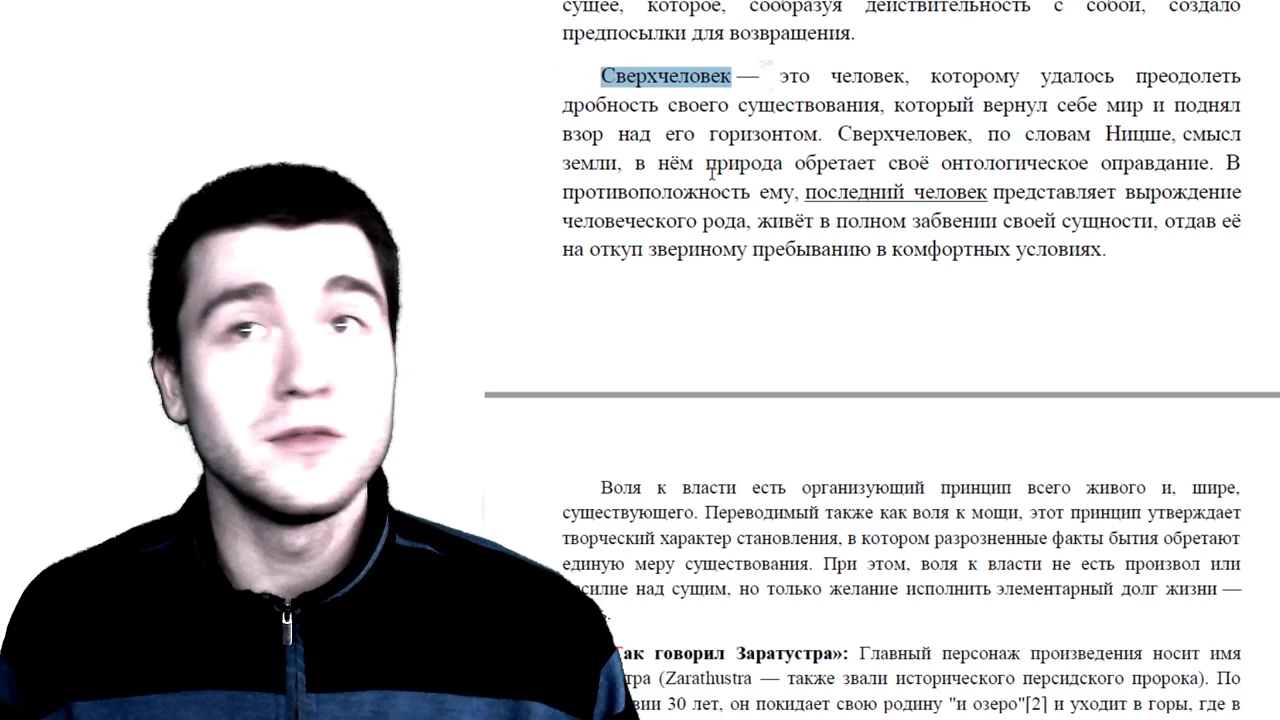 сущее, которое, сообразуя действительность с собой, создало
предпосылки для возвращения.
Сверхчеловек — это человек, которому удалось преодолеть
дробность своего существования, который вернул себе мир и поднял
взор над его горизонтом. Сверхчеловек, по словам Ницше, смысл
земли, в нём природа обретает своё онтологическое оправдание. В
противоположность ему, последний человек представляет вырождение
человеческого рода, живёт в полном забвении своей сущности, отдав её
на откуп звериному пребыванию в комфортных условиях.
Воля к власти есть организующий принцип всего живого и, шире,
существующего. Переводимый также как воля к мощи, этот принцип утверждает
творческий характер становления, в котором разрозненные факты бытия обретают
единую меру существования. При этом, воля к власти не есть произвол или
над сущим, но только желание исполнить элементарный долг жизни —
говорил Заратустра»: Главный персонаж произведения носит имя
(Zarathustra — также звали исторического персидского пророка). По
30 лет, он покидает свою родину "и озеро"[2] и уходит в горы, где в